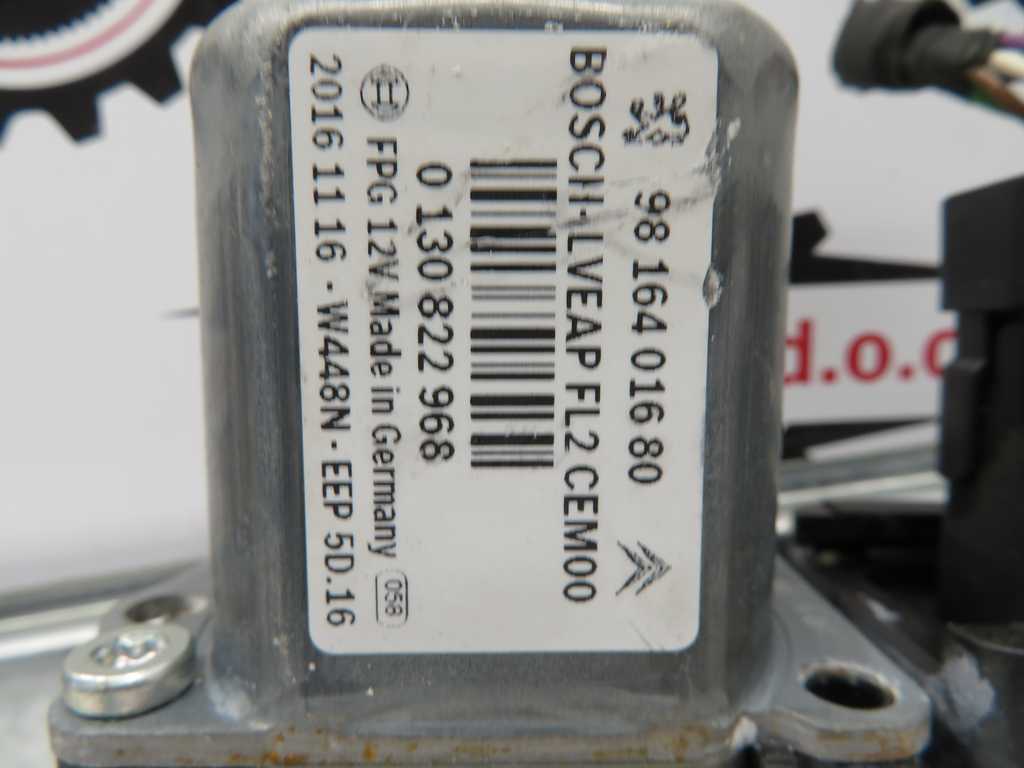 98 164 016 80
BOSCH-LVEAP FL2 CEM00
0 130 822 968
FPG 12V Made in Germany 058
2016 11 16 - W448N - EEP 5D.16
d.o.o